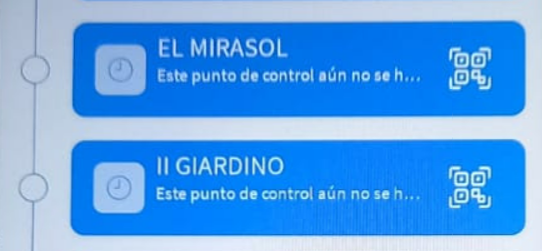 EL MIRASOL
Este punto de control aún no se h...
II GIARDINO
Este punto de control aún no se h...